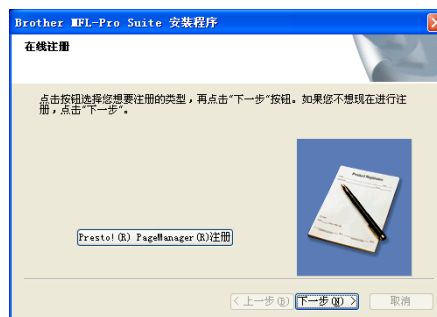 Brother MFL-Pro Suite 安装程序
在线注册
点击按钮选择您想要注册的类型，再点击"下一步"按钮。如果您不想现在进行注
册，点击"下一步"。
Product Registration
Presto!(R) PageManager(R)注册
< 上一步(B) 下一步(N) > 取消